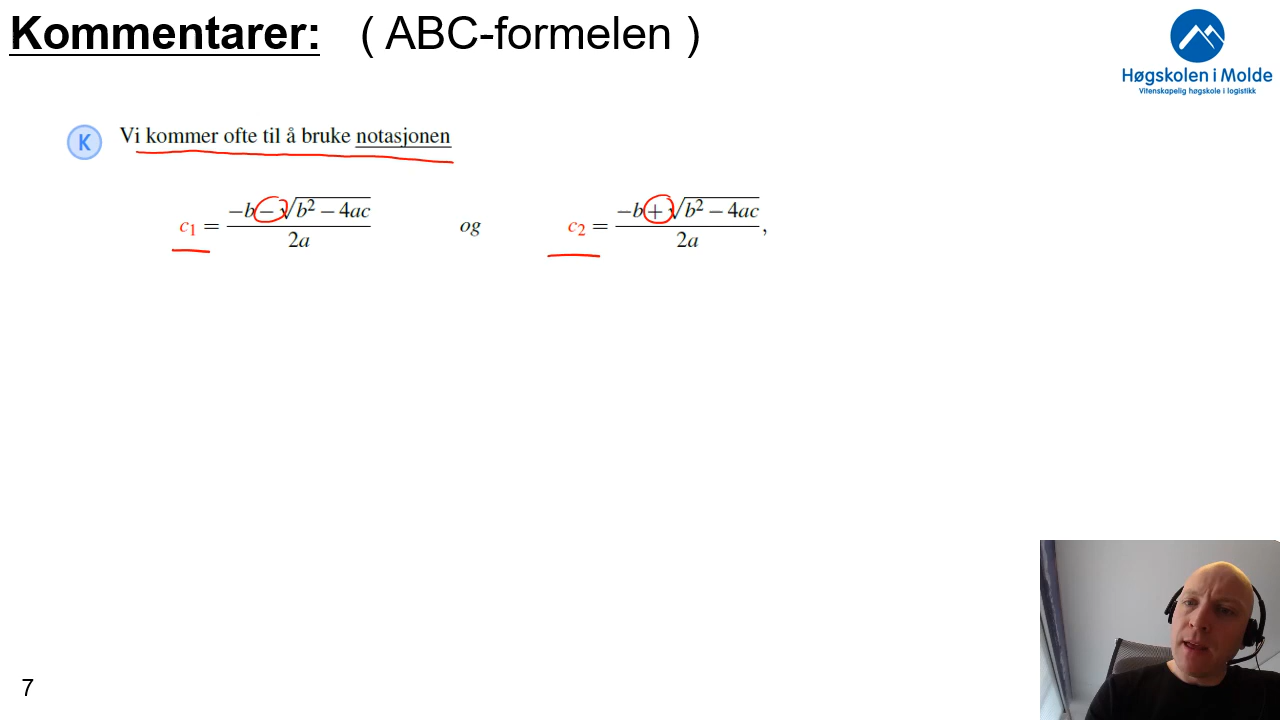 Kommentarer: ( ABC-formelen )
Høgskolen i Molde
Vitenskapelig høgskole i logistikk
K Vi kommer ofte til å bruke notasjonen
c₁ = (−b − √(b² − 4ac)) / 2a og c₂ = (−b + √(b² − 4ac)) / 2a,
7